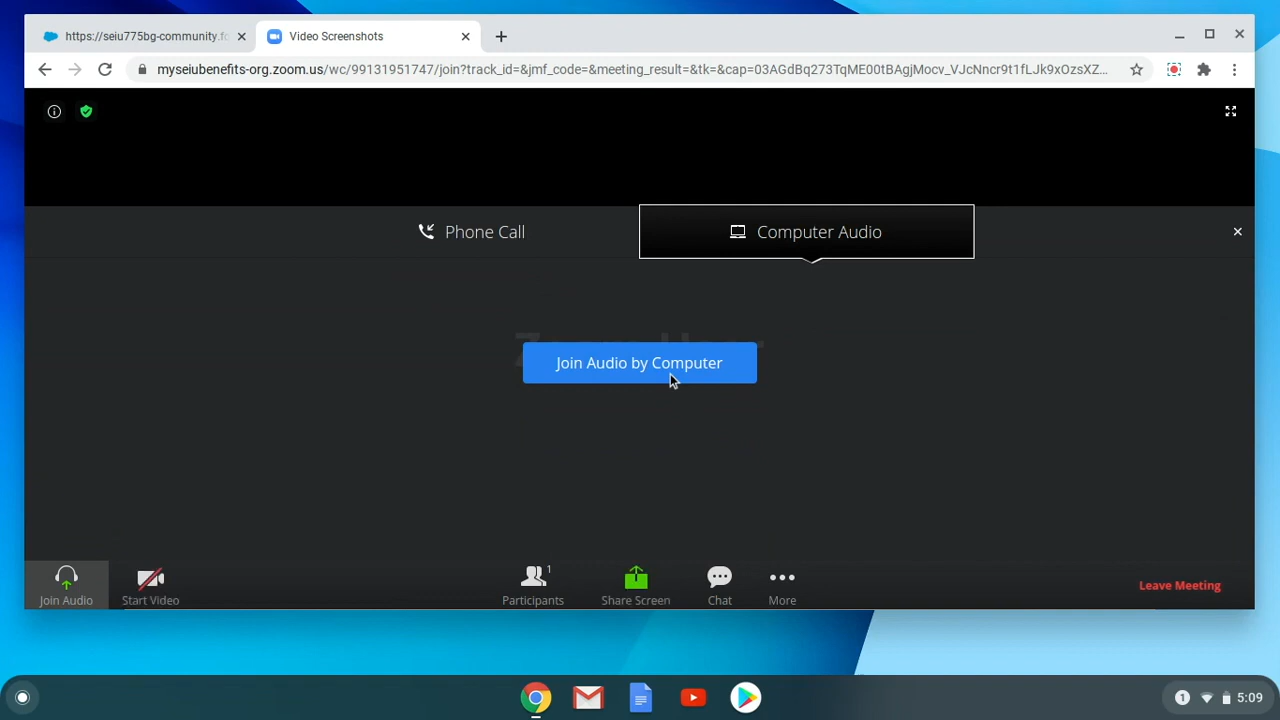 https://seiu775bg-community.fo
Video Screenshots
myseiubenefits-org.zoom.us/wc/99131951747/join?track_id=&jmf_code=&meeting_result=&tk=&cap=03AGdBq273TqME00tBAgjMocv_VJcNncr9t1fLJk9xOzsXZ...
Phone Call
Computer Audio
Join Audio by Computer
1
Join Audio
Start Video
Participants
Share Screen
Chat
More
Leave Meeting
1
5:09